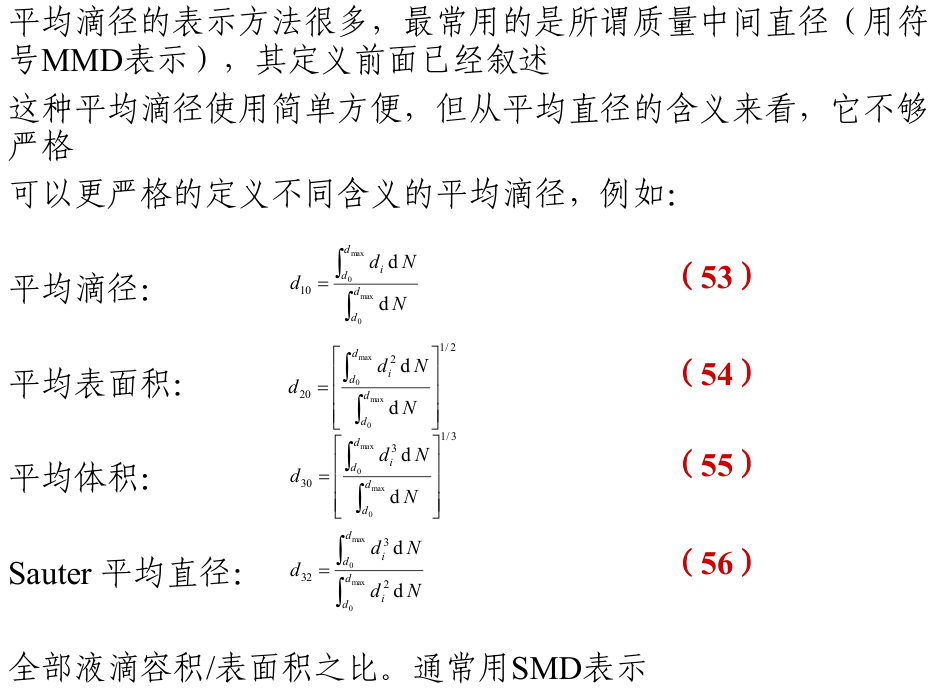 平均滴径的表示方法很多，最常用的是所谓质量中间直径（用符
号MMD表示），其定义前面已经叙述
这种平均滴径使用简单方便，但从平均直径的含义来看，它不够
严格
可以更严格的定义不同含义的平均滴径，例如：
平均滴径： $d_{10} = \frac{\int_{d_0}^{d_{\max}} d_i \, \mathrm{d}N}{\int_{d_0}^{d_{\max}} \mathrm{d}N}$ （53）
平均表面积： $d_{20} = \left[ \frac{\int_{d_0}^{d_{\max}} d_i^2 \, \mathrm{d}N}{\int_{d_0}^{d_{\max}} \mathrm{d}N} \right]^{1/2}$ （54）
平均体积： $d_{30} = \left[ \frac{\int_{d_0}^{d_{\max}} d_i^3 \, \mathrm{d}N}{\int_{d_0}^{d_{\max}} \mathrm{d}N} \right]^{1/3}$ （55）
Sauter 平均直径： $d_{32} = \frac{\int_{d_0}^{d_{\max}} d_i^3 \, \mathrm{d}N}{\int_{d_0}^{d_{\max}} d_i^2 \, \mathrm{d}N}$ （56）
全部液滴容积/表面积之比。通常用SMD表示